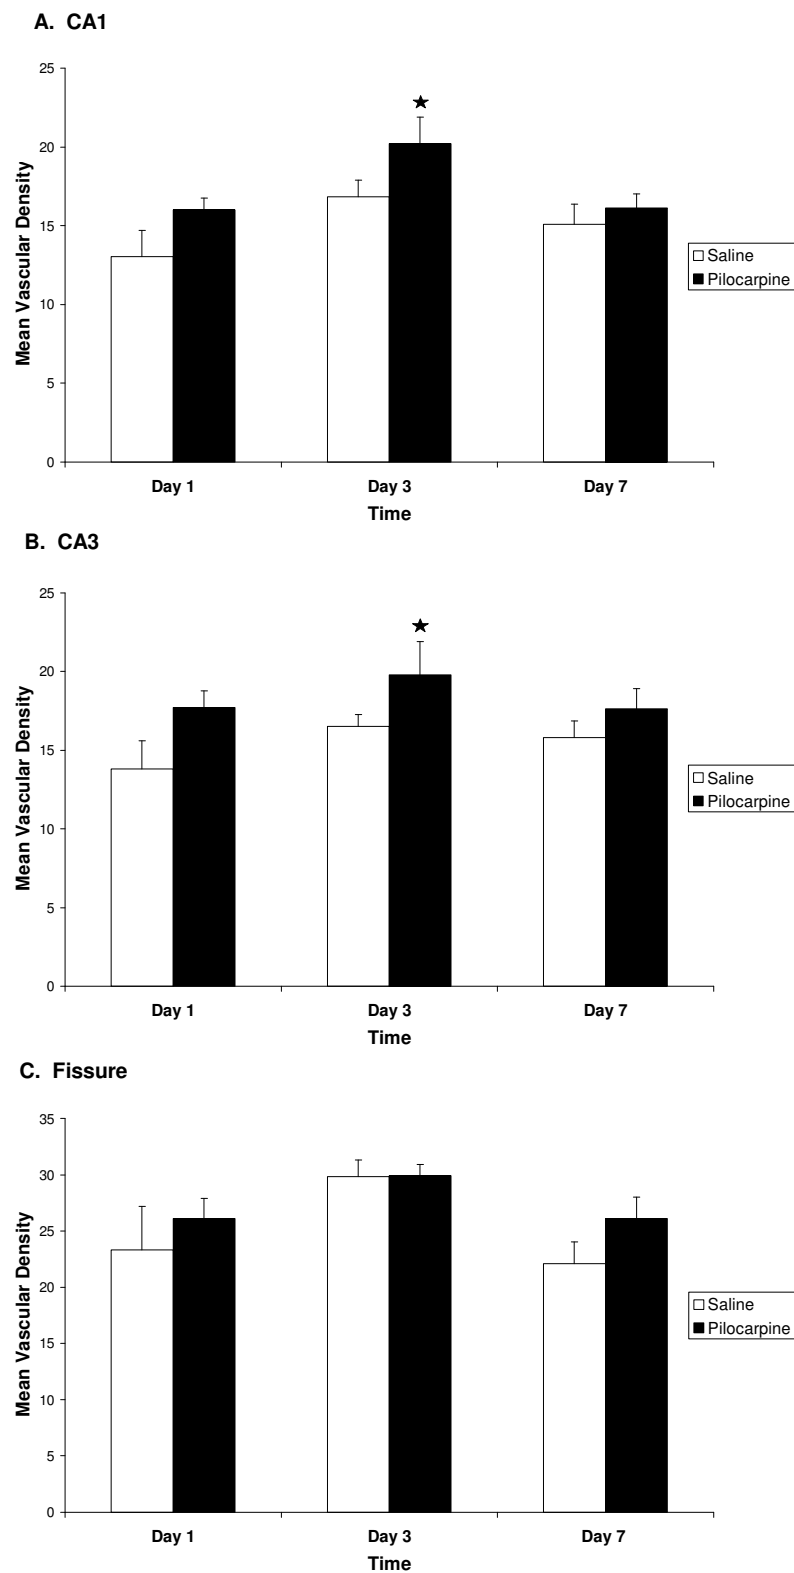 A. CA1
25
20
15
10
5
0
Mean Vascular Density
Day 1 Day 3 Day 7
Time
Saline
Pilocarpine
B. CA3
25
20
15
10
5
0
Mean Vascular Density
Day 1 Day 3 Day 7
Time
Saline
Pilocarpine
C. Fissure
35
30
25
20
15
10
5
0
Mean Vascular Density
Day 1 Day 3 Day 7
Time
Saline
Pilocarpine